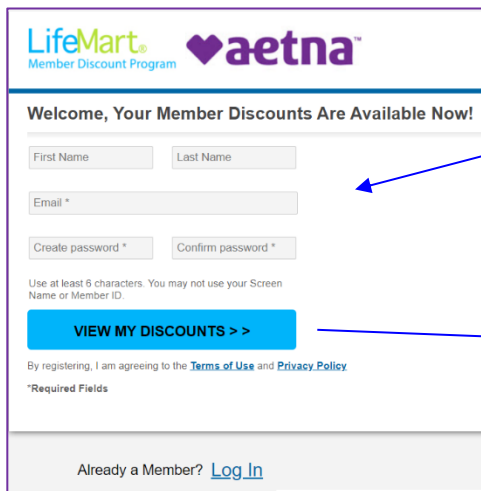 LifeMart®
Member Discount Program
aetna™
Welcome, Your Member Discounts Are Available Now!
First Name Last Name
Email *
Create password * Confirm password *
Use at least 6 characters. You may not use your Screen
Name or Member ID.
VIEW MY DISCOUNTS > >
By registering, I am agreeing to the Terms of Use and Privacy Policy
*Required Fields
Already a Member? Log In